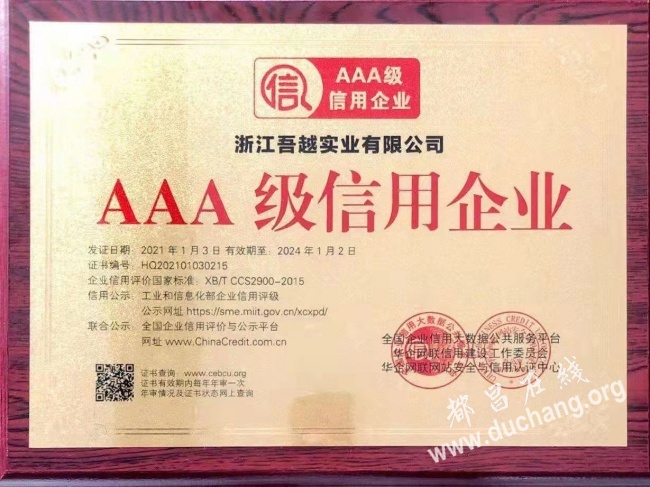 信
AAA级
信用企业
浙江吾越实业有限公司
AAA 级信用企业
发证日期：2021 年 1 月 3 日 有效期至：2024 年 1 月 2 日
证书编号：HQ202101030215
企业信用评价国家标准：XB/T CCS2900-2015
信用公示：工业和信息化部企业信用评级
公示网址 https://sme.miit.gov.cn/xcxpd/
联合公示：全国企业信用评价与公示平台
网址 www.ChinaCredit.com.cn
全国企业信用大数据公共服务平台
华企网联信用建设工作委员会
华企网联网站安全与信用认证中心
证书查询：www.cebcu.org
证书有效期内每年年审一次
年审情况及证书状态网上查询
都昌在线
www.duchang.org